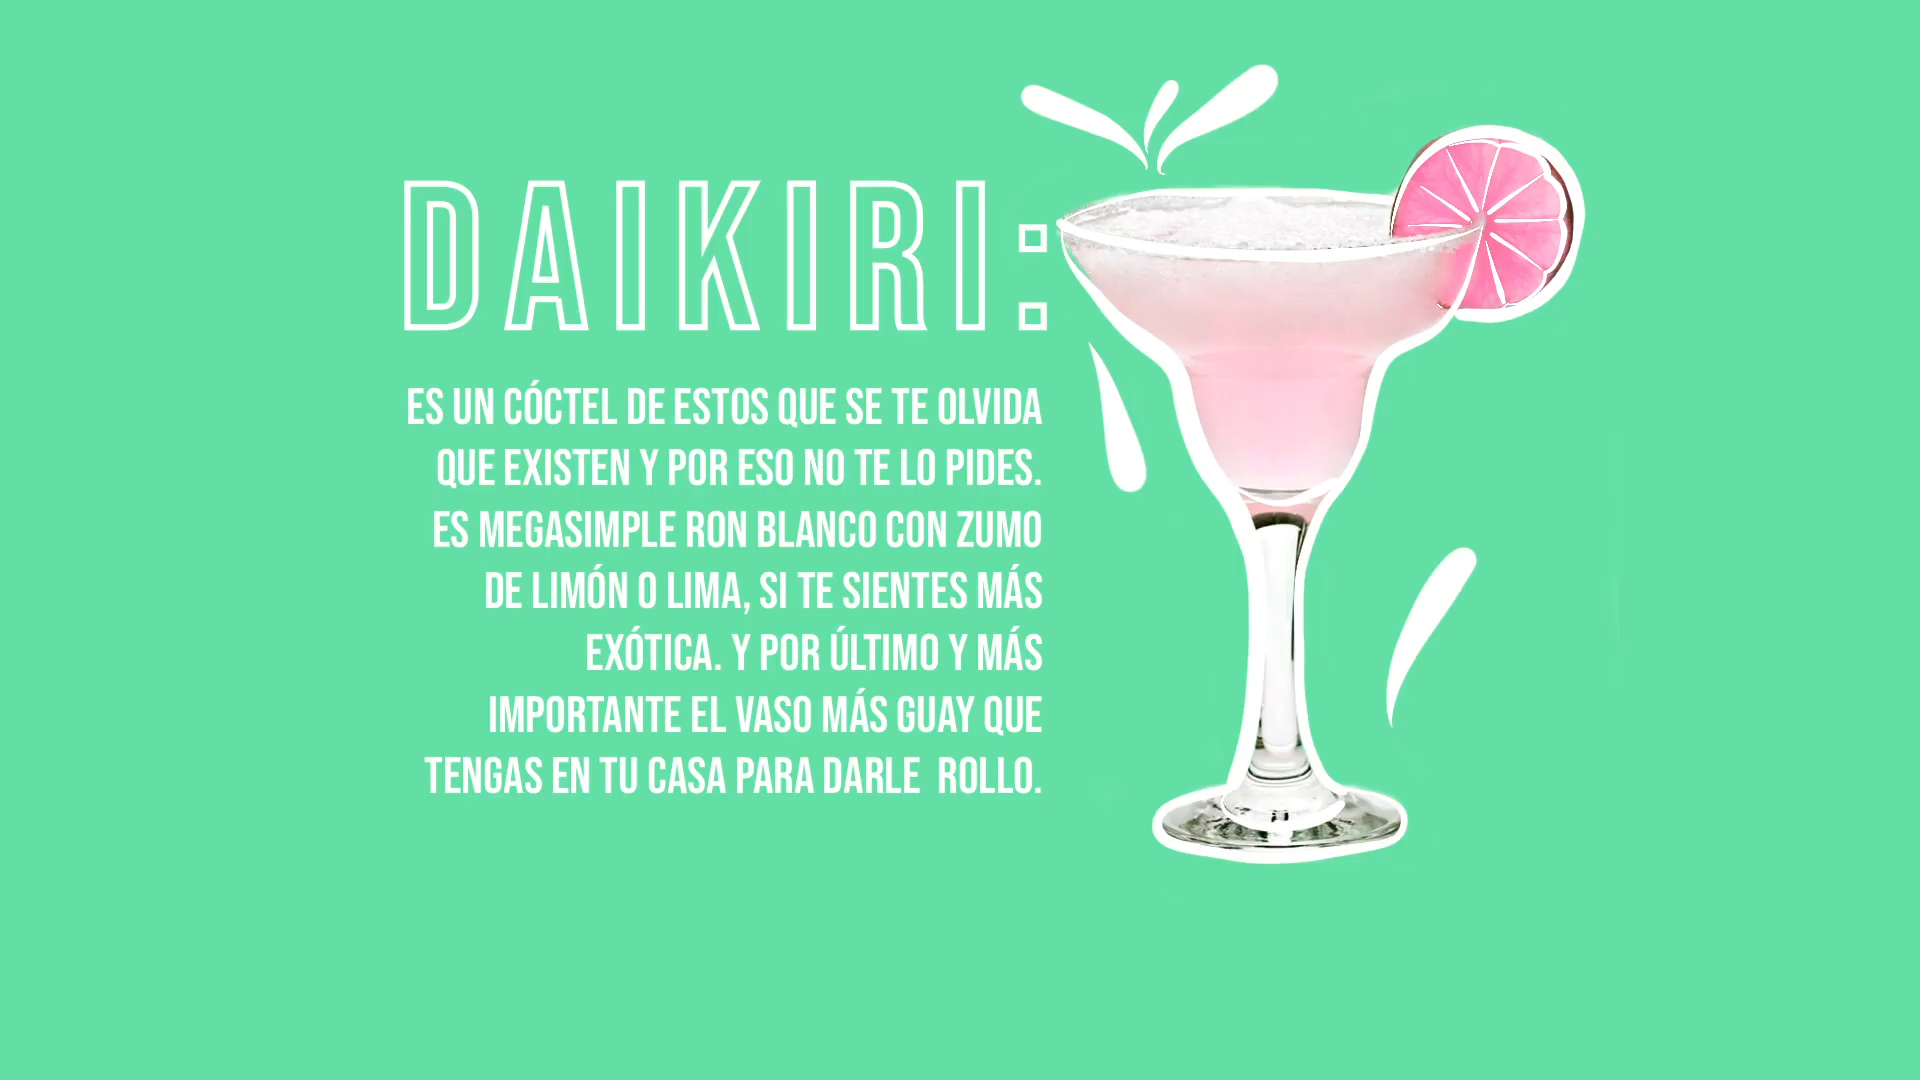 DAIKIRI:
ES UN CÓCTEL DE ESTOS QUE SE TE OLVIDA
QUE EXISTEN Y POR ESO NO TE LO PIDES.
ES MEGASIMPLE RON BLANCO CON ZUMO
DE LIMÓN O LIMA, SI TE SIENTES MÁS
EXÓTICA. Y POR ÚLTIMO Y MÁS
IMPORTANTE EL VASO MÁS GUAY QUE
TENGAS EN TU CASA PARA DARLE  ROLLO.